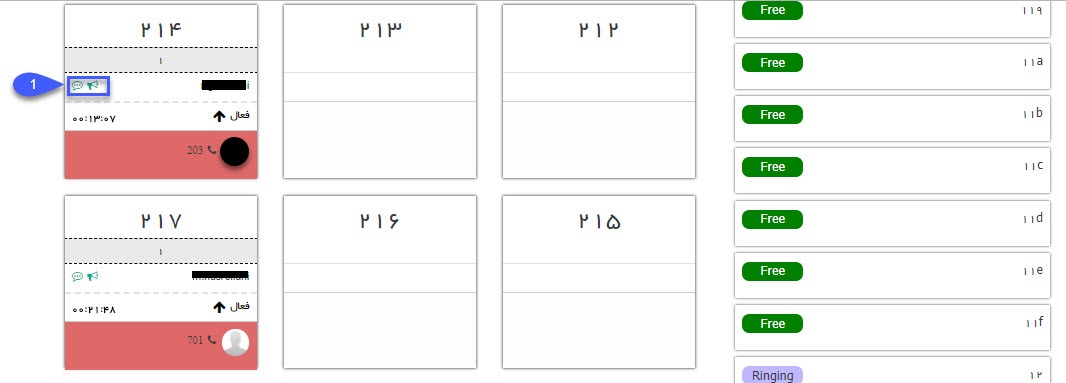 ۲۱۴
۱
1
فعال
۰۰:۱۳:۰۷
203
۲۱۳
۲۱۲
۲۱۷
۱
فعال
۰۰:۲۱:۴۸
701
۲۱۶
۲۱۵
Free ۱۱۹
Free ۱۱a
Free ۱۱b
Free ۱۱c
Free ۱۱d
Free ۱۱e
Free ۱۱f
Ringing ۱۲